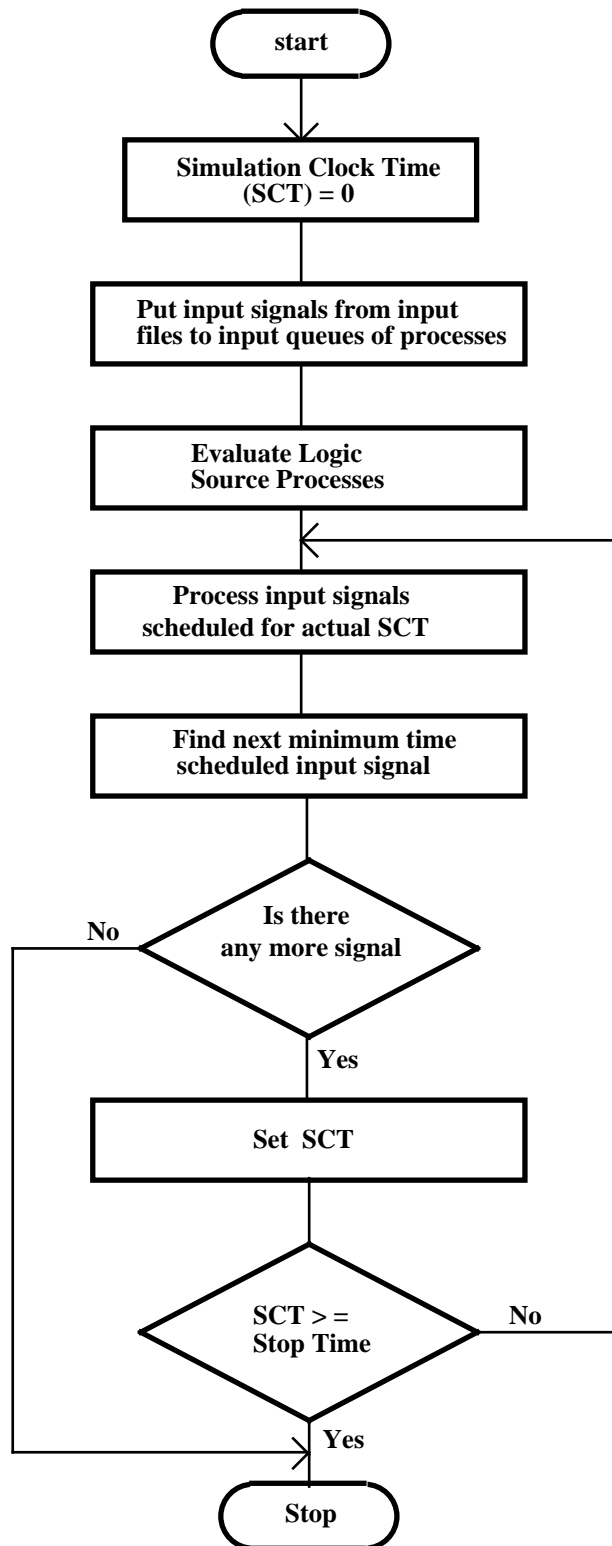 start
Simulation Clock Time
(SCT) = 0
Put input signals from input
files to input queues of processes
Evaluate Logic
Source Processes
Process input signals
scheduled for actual SCT
Find next minimum time
scheduled input signal
Is there
any more signal
No
Yes
Set SCT
SCT > =
Stop Time
No
Yes
Stop